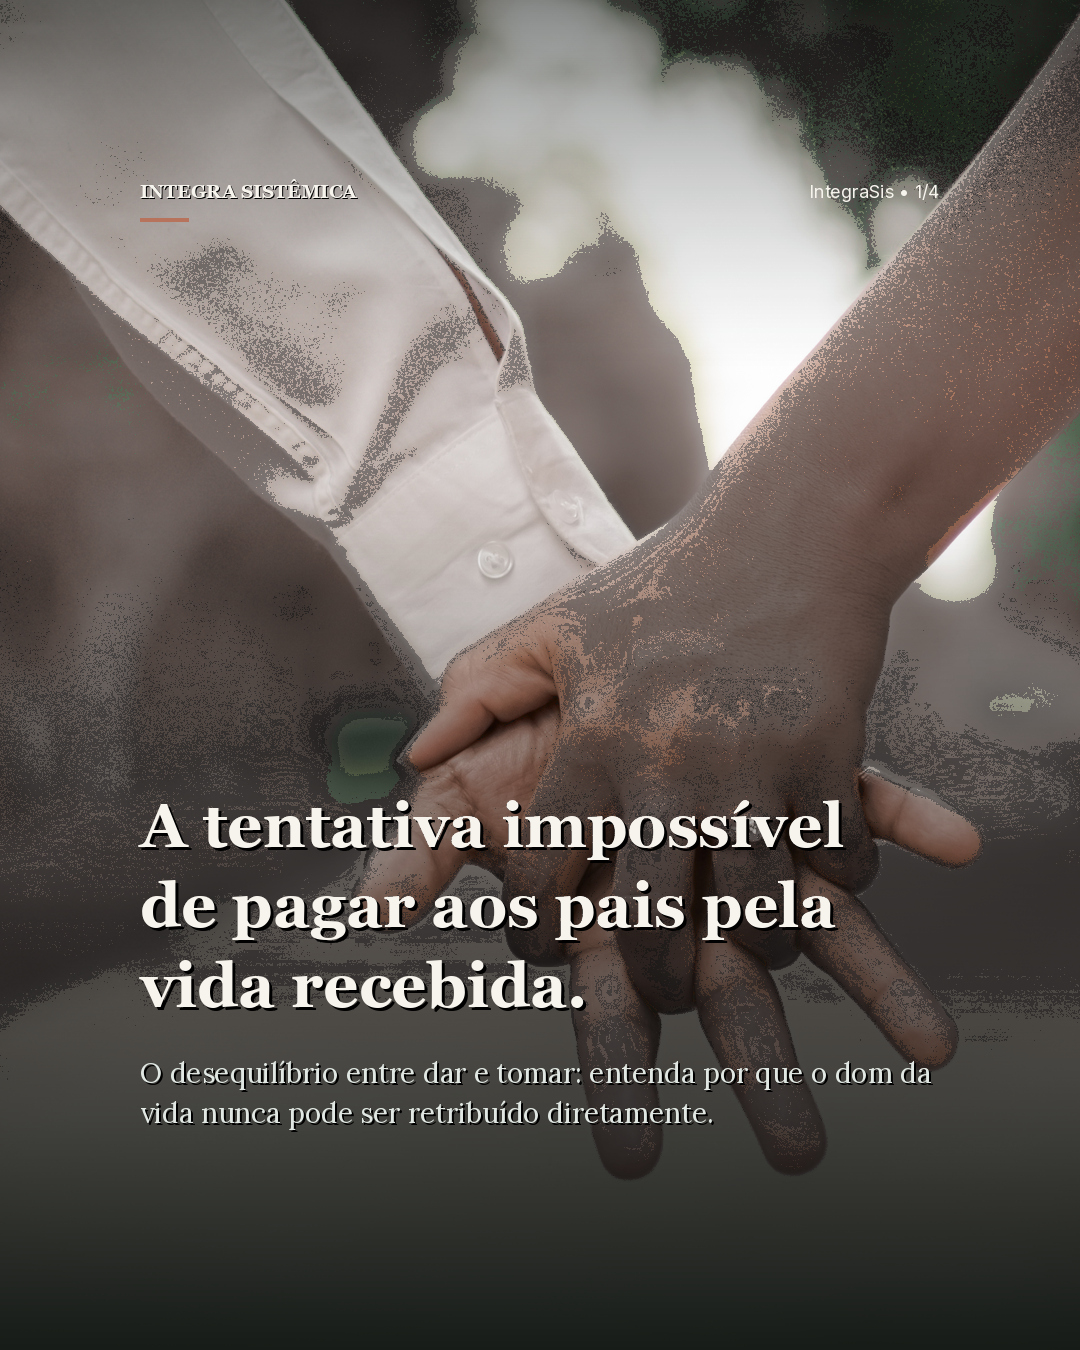 INTEGRA SISTÊMICA
IntegraSis • 1/4
A tentativa impossível
de pagar aos pais pela
vida recebida.
O desequilíbrio entre dar e tomar: entenda por que o dom da
vida nunca pode ser retribuído diretamente.